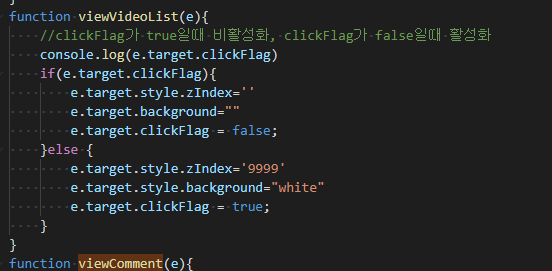 }
function viewVideoList(e){
//clickFlag가 true일때 비활성화, clickFlag가 false일때 활성화
console.log(e.target.clickFlag)
if(e.target.clickFlag){
e.target.style.zIndex=''
e.target.background=""
e.target.clickFlag = false;
}else {
e.target.style.zIndex='9999'
e.target.style.background="white"
e.target.clickFlag = true;
}
}
function viewComment(e){